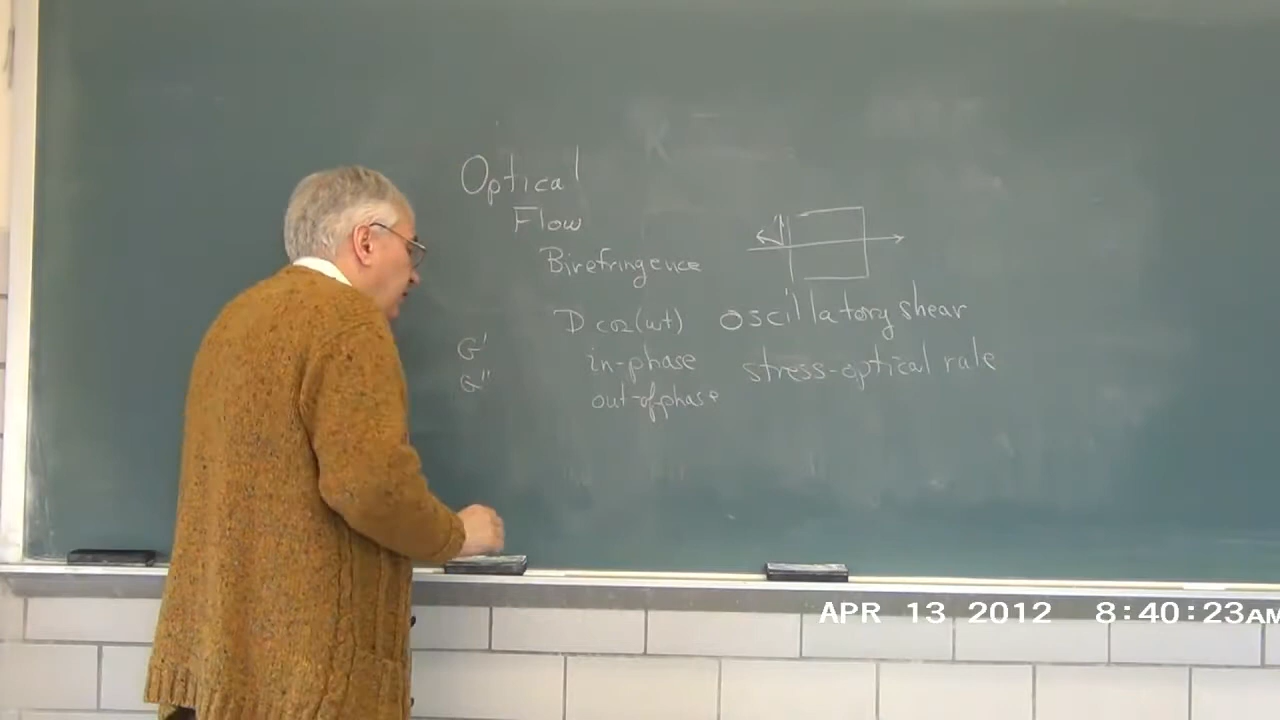 Optical
Flow
Birefringence
D cos(ωt) oscillatory shear
G' in-phase stress-optical rule
G" out-of phase
APR 13 2012 8:40:23AM